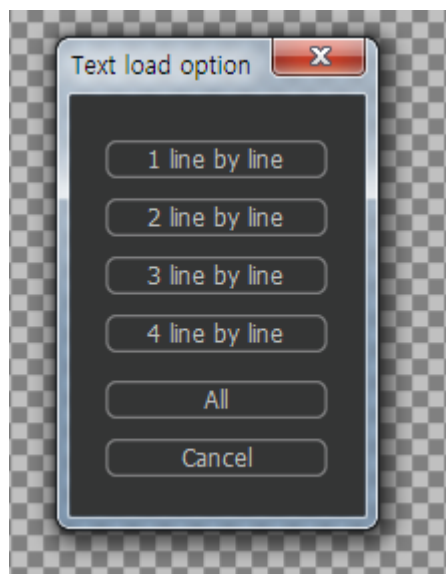 Text load option
1 line by line
2 line by line
3 line by line
4 line by line
All
Cancel